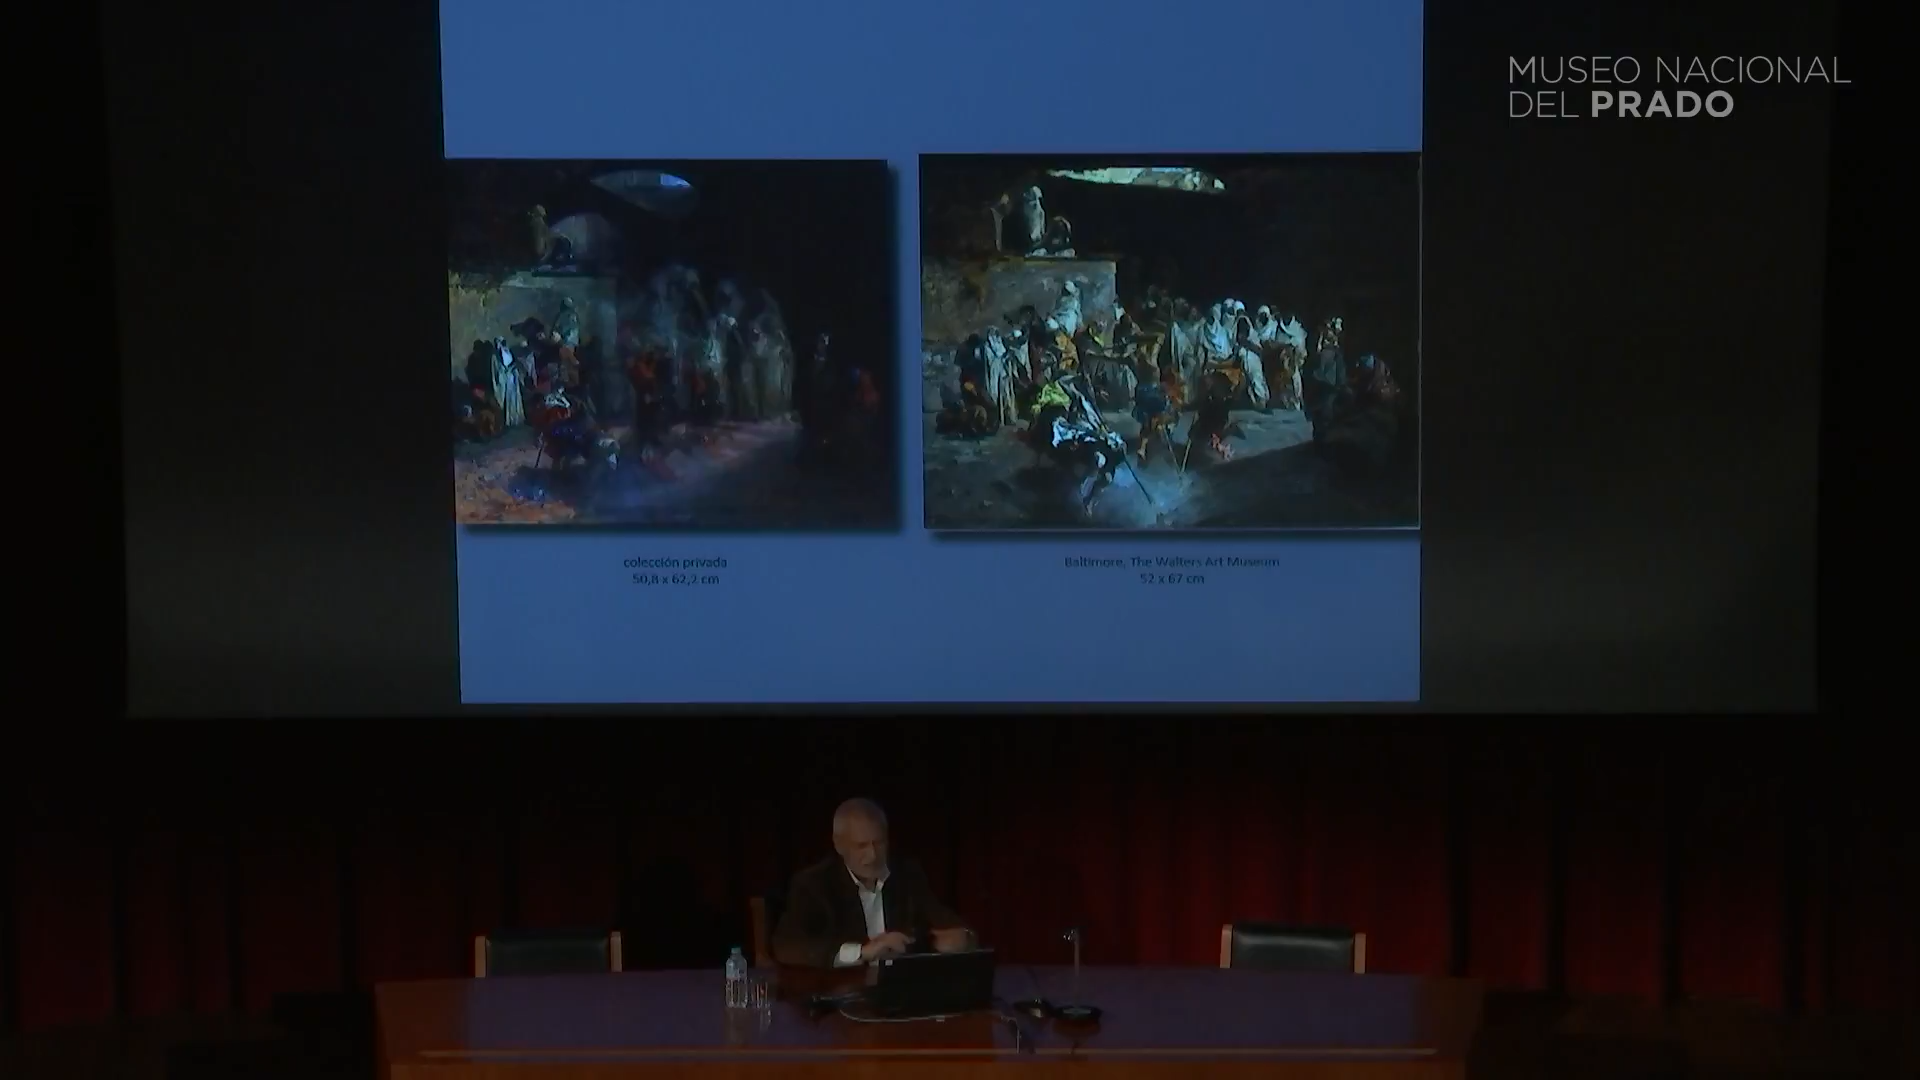 MUSEO NACIONAL
DEL PRADO
colección privada
50,8 x 62,2 cm
Baltimore, The Walters Art Museum
52 x 67 cm